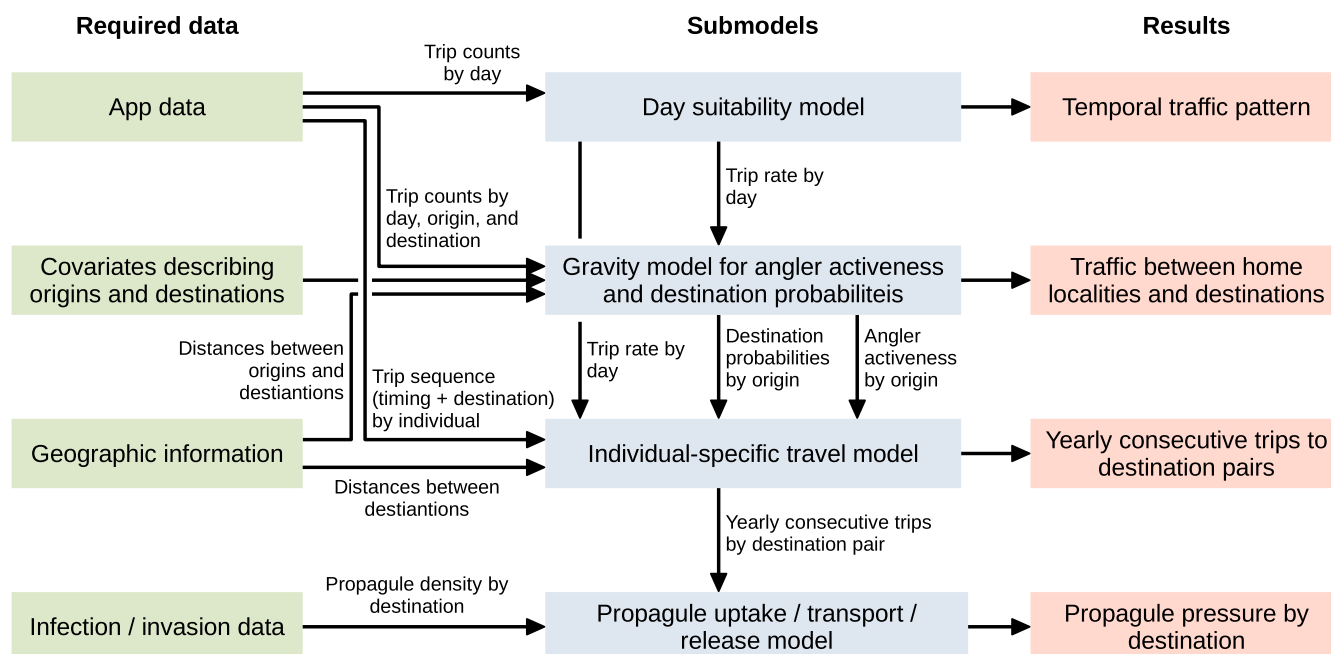 Required data
Submodels
Results
Trip counts
by day
App data
Day suitability model
Temporal traffic pattern
Trip rate by
day
Trip counts by
day, origin, and
destination
Covariates describing
origins and destinations
Gravity model for angler activeness
and destination probabiliteis
Traffic between home
localities and destinations
Distances between
origins and
destiantions
Trip rate by
day
Destination
probabilities
by origin
Angler
activeness
by origin
Trip sequence
(timing + destination)
by individual
Geographic information
Individual-specific travel model
Yearly consecutive trips to
destination pairs
Distances between
destiantions
Yearly consecutive trips
by destination pair
Propagule density by
destination
Infection / invasion data
Propagule uptake / transport /
release model
Propagule pressure by
destination